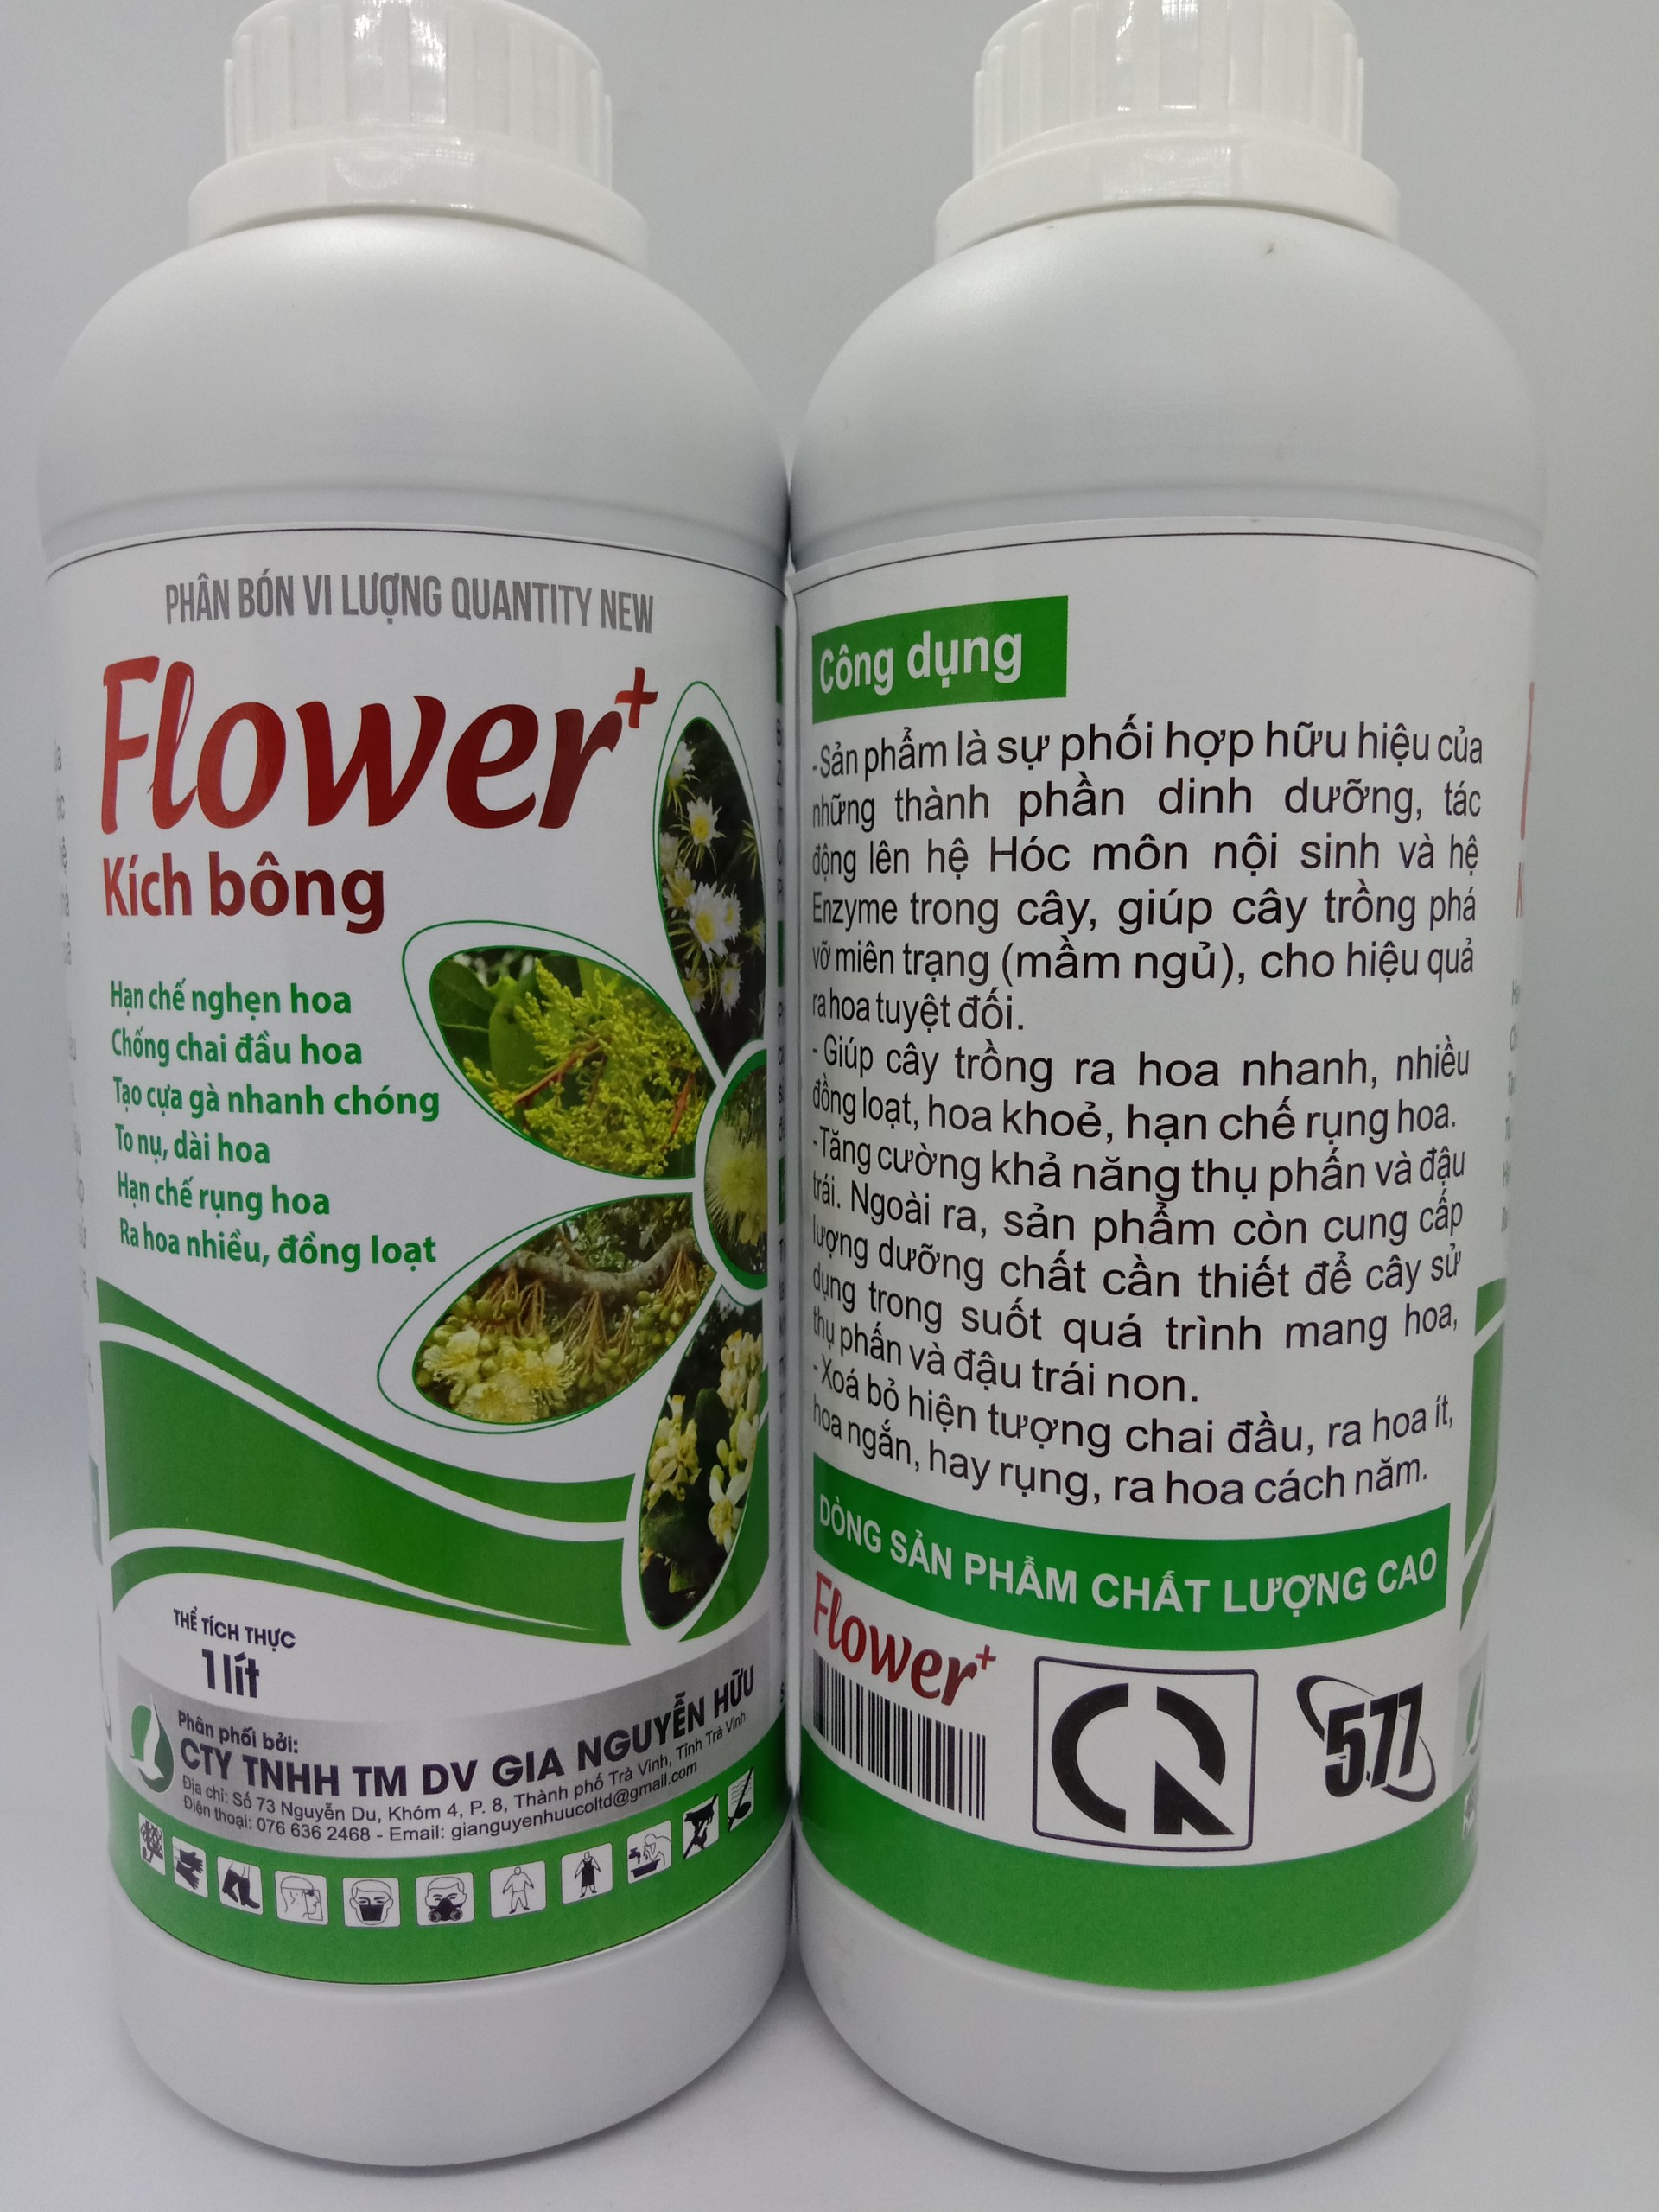 PHÂN BÓN VI LƯỢNG QUANTITY NEW
Flower+
Kích bông
Hạn chế nghẹn hoa
Chống chai đầu hoa
Tạo cựa gà nhanh chóng
To nụ, dài hoa
Hạn chế rụng hoa
Ra hoa nhiều, đồng loạt
THỂ TÍCH THỰC
1 lít
Phân phối bởi:
CTY TNHH TM DV GIA NGUYỄN HỮU
Địa chỉ: Số 73 Nguyễn Du, Khóm 4, P. 8, Thành phố Trà Vinh, Tỉnh Trà Vinh.
Điện thoại: 076 636 2468 - Email: gianguyenhuucoltd@gmail.com
Công dụng
- Sản phẩm là sự phối hợp hữu hiệu của
những thành phần dinh dưỡng, tác
động lên hệ Hóc môn nội sinh và hệ
Enzyme trong cây, giúp cây trồng phá
vỡ miên trạng (mầm ngủ), cho hiệu quả
ra hoa tuyệt đối.
- Giúp cây trồng ra hoa nhanh, nhiều
đồng loạt, hoa khoẻ, hạn chế rụng hoa.
-Tăng cường khả năng thụ phấn và đậu
trái. Ngoài ra, sản phẩm còn cung cấp
lượng dưỡng chất cần thiết để cây sử
dụng trong suốt quá trình mang hoa,
thụ phấn và đậu trái non.
- Xoá bỏ hiện tượng chai đầu, ra hoa ít,
hoa ngắn, hay rụng, ra hoa cách năm.
DÒNG SẢN PHẨM CHẤT LƯỢNG CAO
Flower+
CR
577